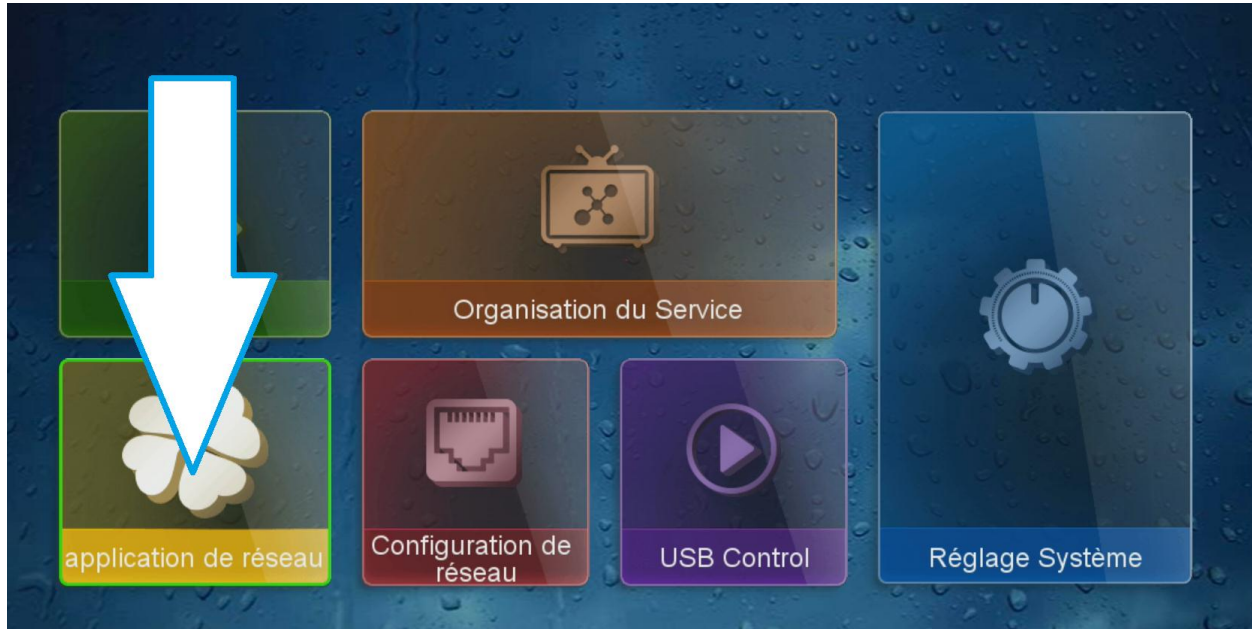 Organisation du Service
application de réseau
Configuration de
réseau
USB Control
Réglage Système